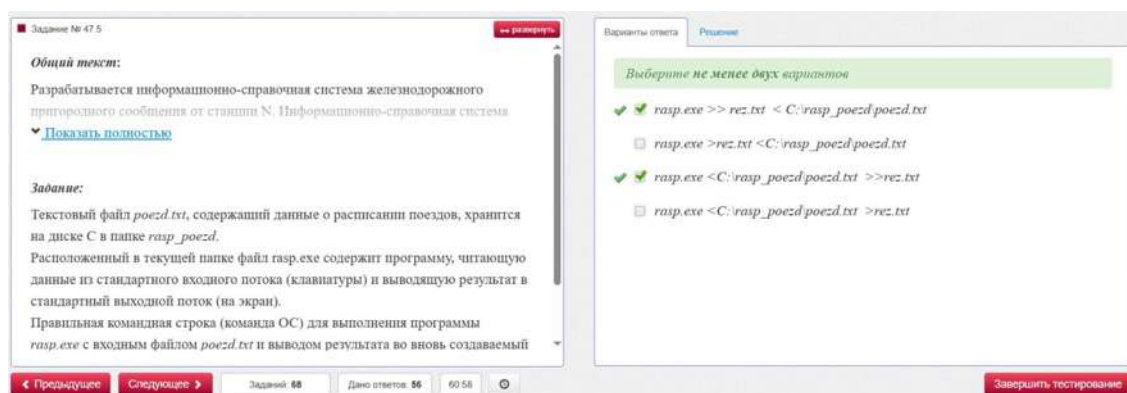 Задание № 47.5
развернуть
Общий текст:
Разрабатывается информационно-справочная система железнодорожного
пригородного сообщения от станции N. Информационно-справочная система
Показать полностью
Задание:
Текстовый файл poezd.txt, содержащий данные о расписании поездов, хранится
на диске С в папке rasp_poezd.
Расположенный в текущей папке файл rasp.exe содержит программу, читающую
данные из стандартного входного потока (клавиатуры) и выводящую результат в
стандартный выходной поток (на экран).
Правильная командная строка (команда ОС) для выполнения программы
rasp.exe с входным файлом poezd.txt и выводом результата во вновь создаваемый
Варианты ответа
Решение
Выберите не менее двух вариантов
rasp.exe >> rez.txt < C:\rasp_poezd\poezd.txt
rasp.exe >rez.txt <C:\rasp_poezd\poezd.txt
rasp.exe <C:\rasp_poezd\poezd.txt >>rez.txt
rasp.exe <C:\rasp_poezd\poezd.txt >rez.txt
Предыдущее
Следующее
Заданий: 68
Дано ответов: 56
60:58
Завершить тестирование